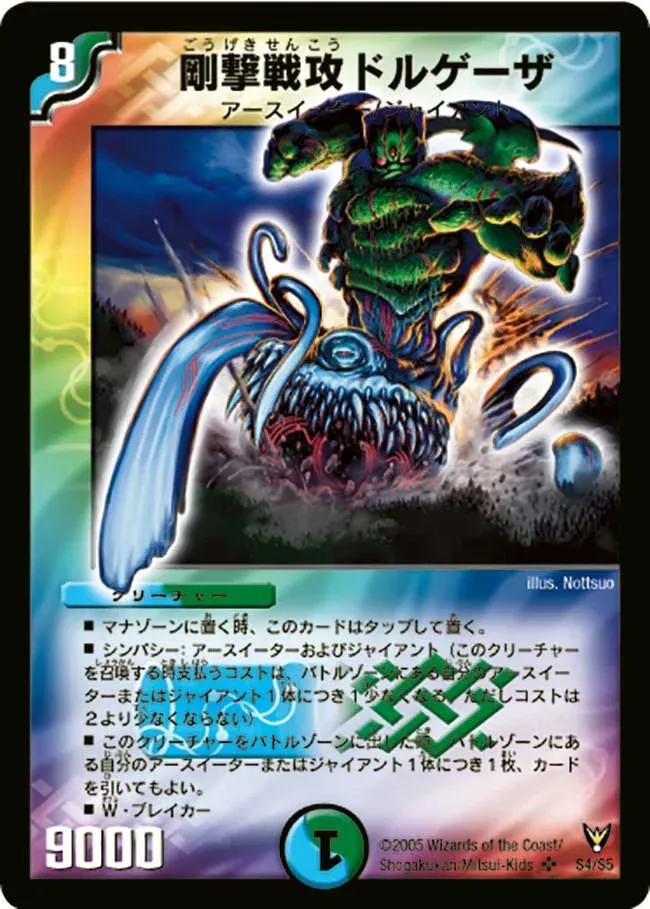 8
ごうげきせんこう
剛撃戦攻ドルゲーザ
アースイーター/ジャイアント
illus. Nottsuo
クリーチャー
■ マナゾーンに置く時、このカードはタップして置く。
■ シンパシー:アースイーターおよびジャイアント(このクリーチャー
を召喚する時支払うコストは、バトルゾーンにある自分のアースイー
ターまたはジャイアント1体につき1少なくなる。ただしコストは
2より少なくならない)
■ このクリーチャーをバトルゾーンに出した時、バトルゾーンにあ
る自分のアースイーターまたはジャイアント1体につき1枚、カード
を引いてもよい。
■ W・ブレイカー
9000
1
©2005 Wizards of the Coast/
Shogakukan/Mitsui-Kids
S4/S5